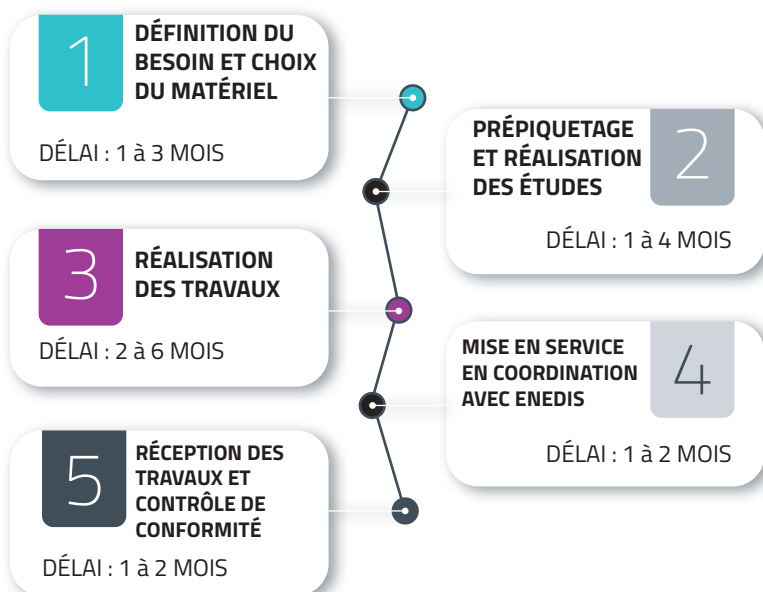 1
DÉFINITION DU
BESOIN ET CHOIX
DU MATÉRIEL
DÉLAI : 1 à 3 MOIS
2
PRÉPIQUETAGE
ET RÉALISATION
DES ÉTUDES
DÉLAI : 1 à 4 MOIS
3
RÉALISATION
DES TRAVAUX
DÉLAI : 2 à 6 MOIS
4
MISE EN SERVICE
EN COORDINATION
AVEC ENEDIS
DÉLAI : 1 à 2 MOIS
5
RÉCEPTION DES
TRAVAUX ET
CONTRÔLE DE
CONFORMITÉ
DÉLAI : 1 à 2 MOIS